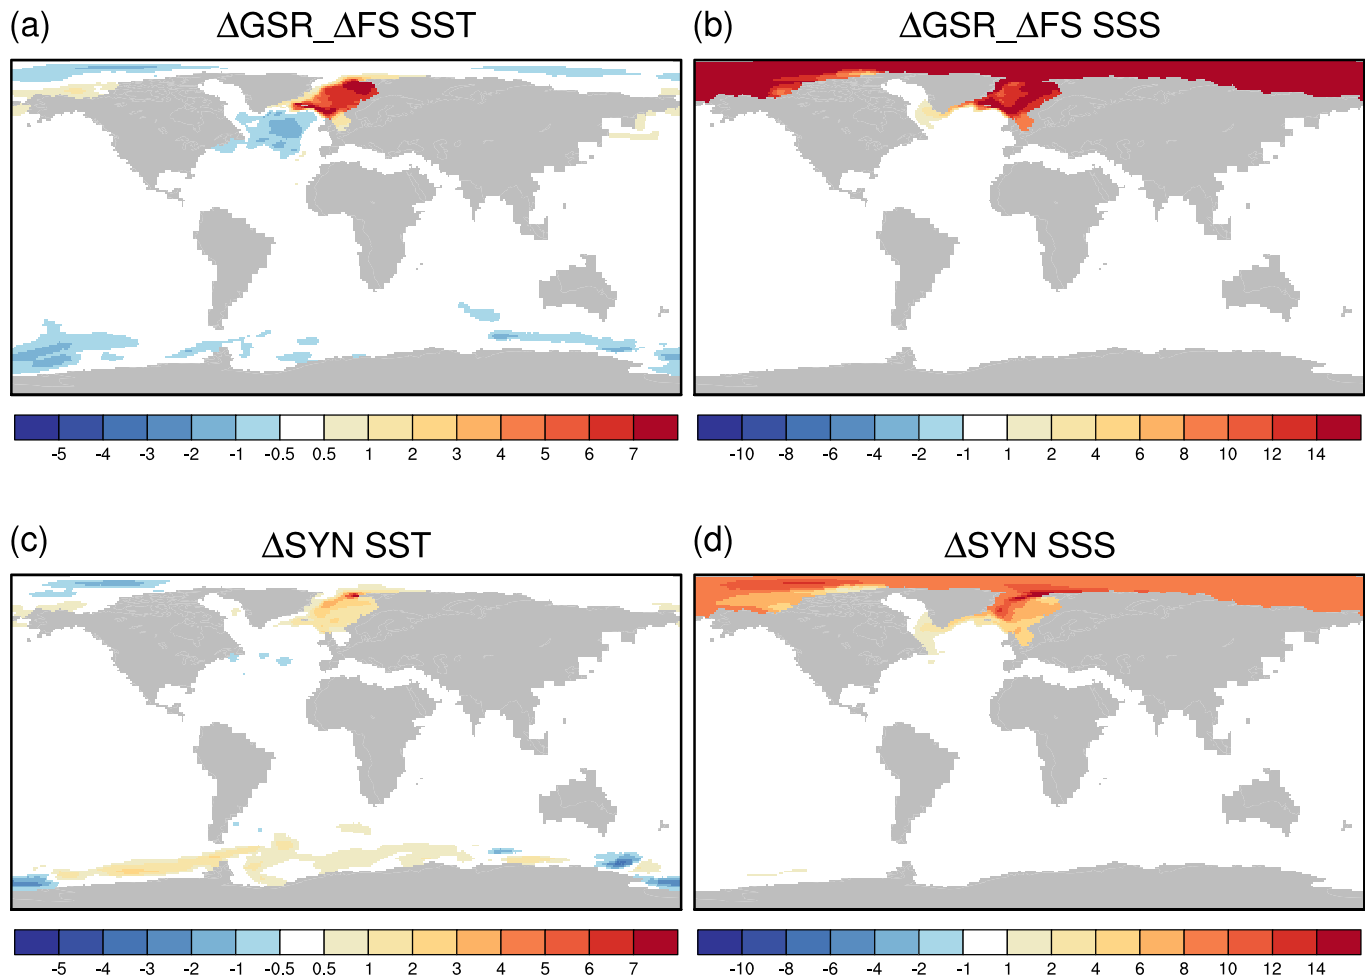 (a) ΔGSR_ΔFS SST
(b) ΔGSR_ΔFS SSS
-5 -4 -3 -2 -1 -0.5 0.5 1 2 3 4 5 6 7
-10 -8 -6 -4 -2 -1 1 2 4 6 8 10 12 14
(c) ΔSYN SST
(d) ΔSYN SSS
-5 -4 -3 -2 -1 -0.5 0.5 1 2 3 4 5 6 7
-10 -8 -6 -4 -2 -1 1 2 4 6 8 10 12 14